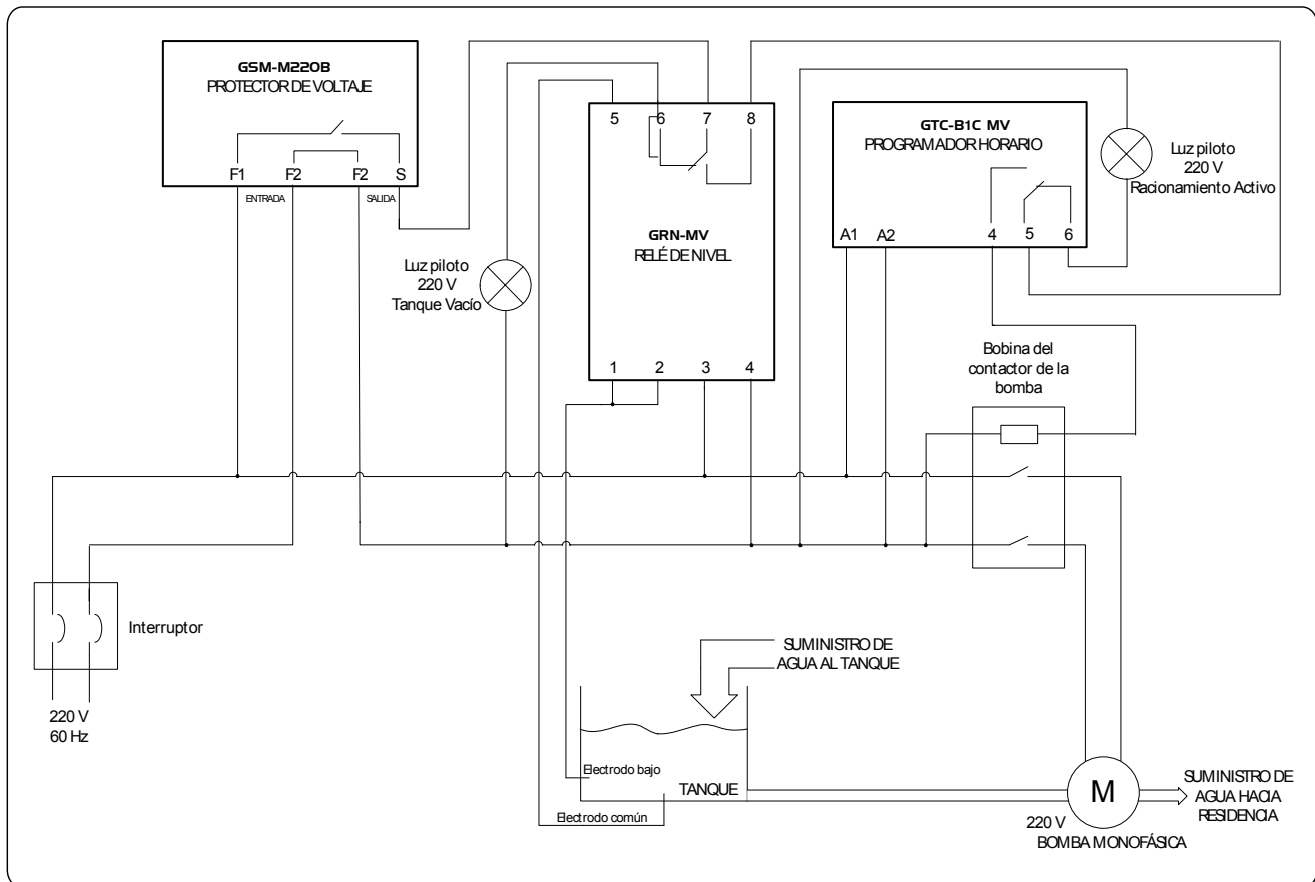 GSM-M220B
PROTECTOR DE VOLTAJE
F1
F2
F2
S
ENTRADA
SALIDA
5
6
7
8
GRN-MV
RELÉ DE NIVEL
1
2
3
4
GTC-B1C MV
PROGRAMADOR HORARIO
A1
A2
4
5
6
Luz piloto
220 V
Racionamiento Activo
Luz piloto
220 V
Tanque Vacío
Bobina del
contactor de la
bomba
Interruptor
220 V
60 Hz
SUMINISTRO DE
AGUA AL TANQUE
Electrodo bajo
TANQUE
Electrodo común
M
220 V
BOMBA MONOFÁSICA
SUMINISTRO DE
AGUA HACIA
RESIDENCIA